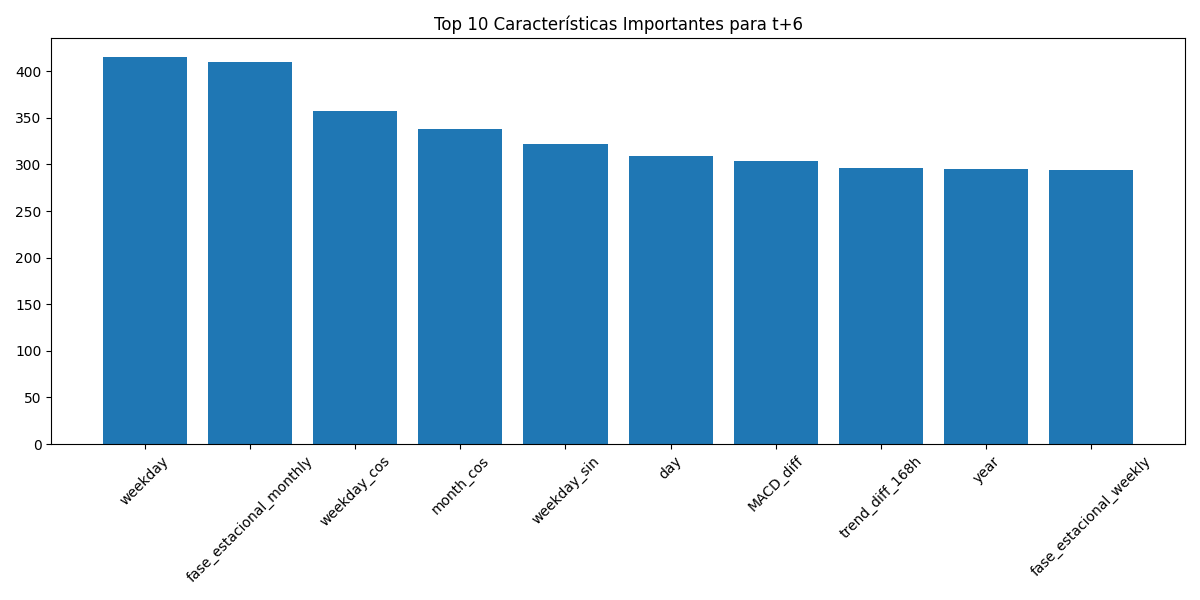 Top 10 Características Importantes para t+6
400
350
300
250
200
150
100
50
0
weekday
fase_estacional_monthly
weekday_cos
month_cos
weekday_sin
day
MACD_diff
trend_diff_168h
year
fase_estacional_weekly